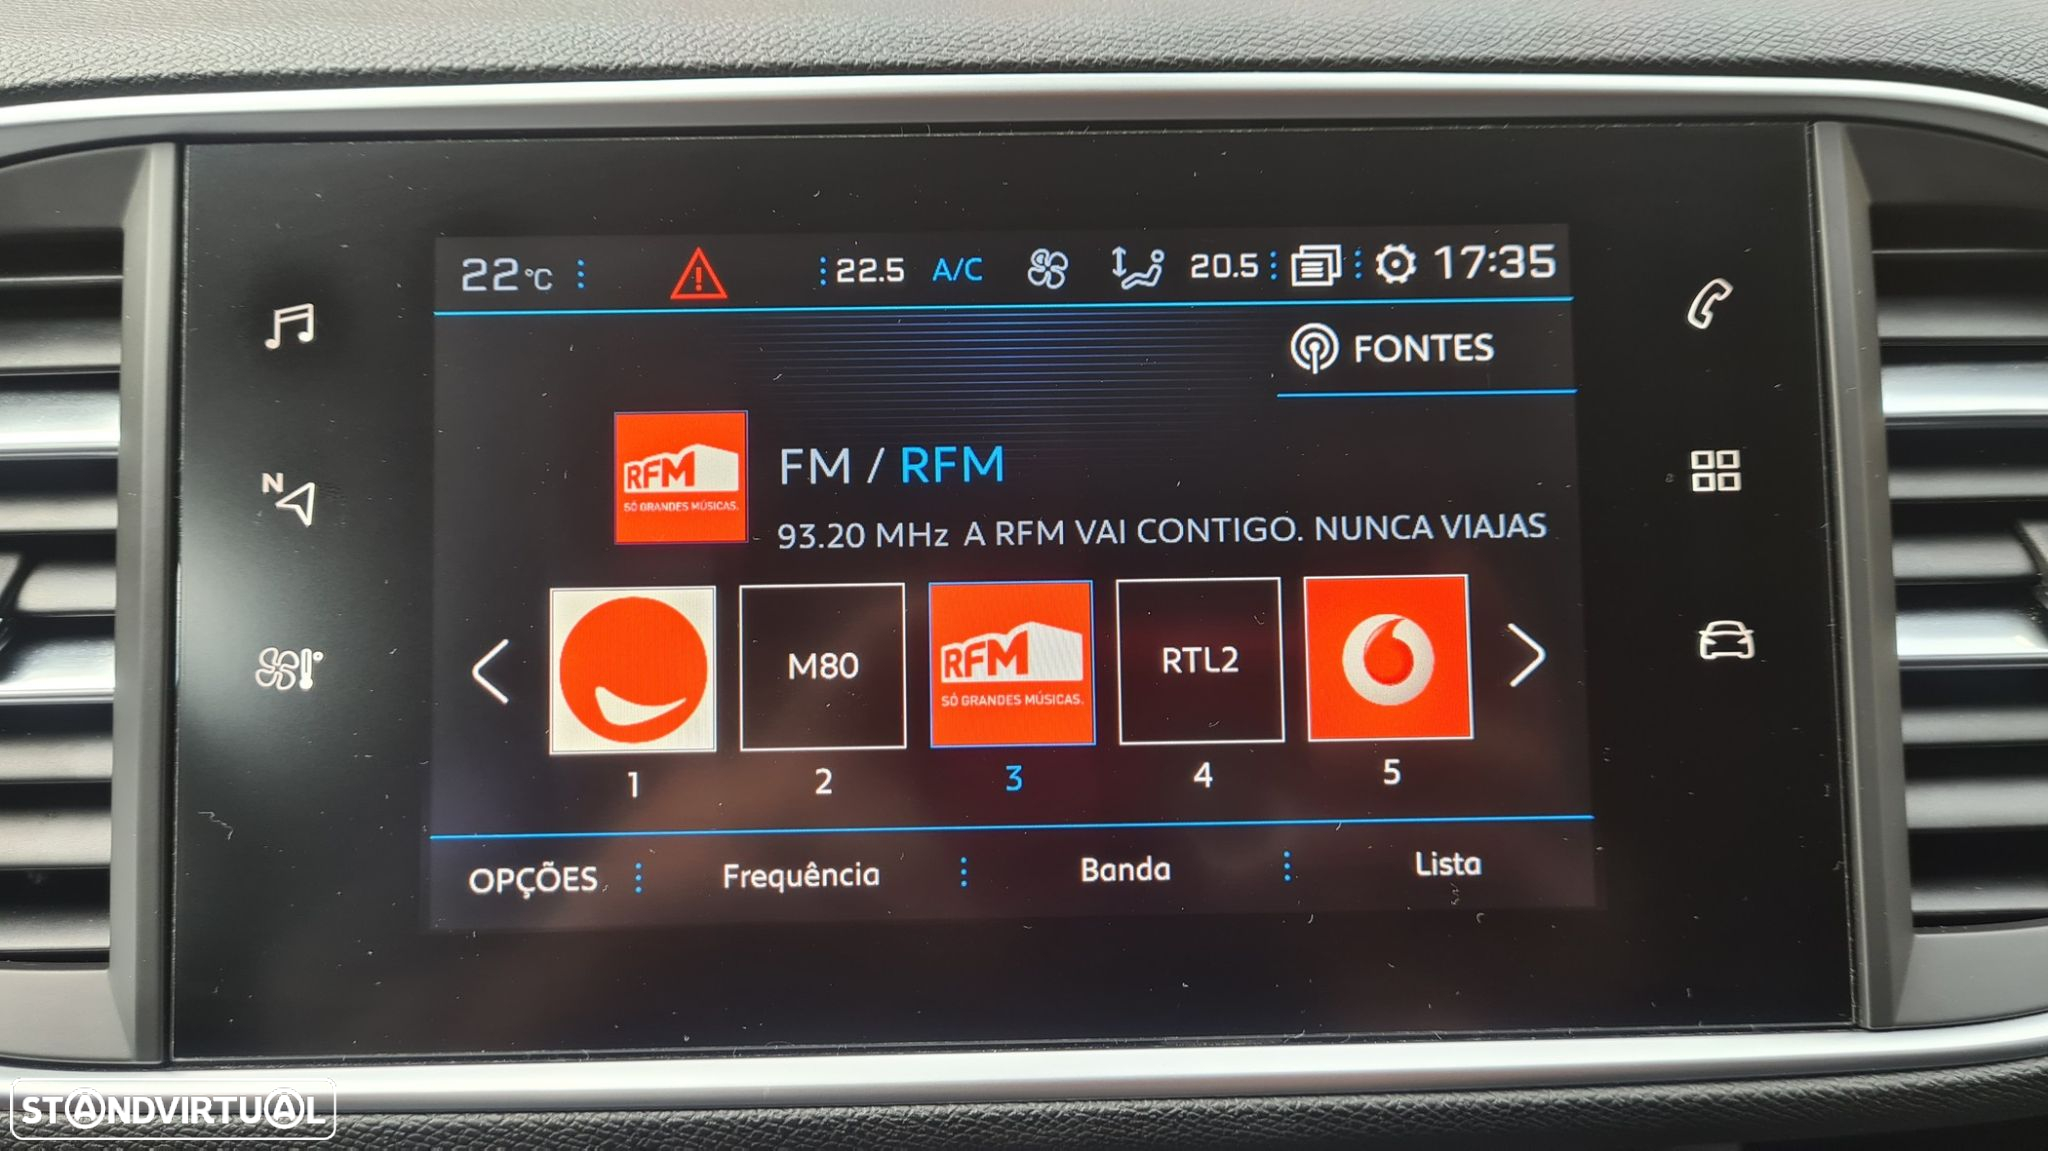 22°C 22.5 A/C 20.5 17:35
FONTES
N
RFM
SÓ GRANDES MÚSICAS.
FM / RFM
93.20 MHz A RFM VAI CONTIGO. NUNCA VIAJAS
M80
RFM
SÓ GRANDES MÚSICAS.
RTL2
1 2 3 4 5
OPÇÕES Frequência Banda Lista
STANDVIRTUAL